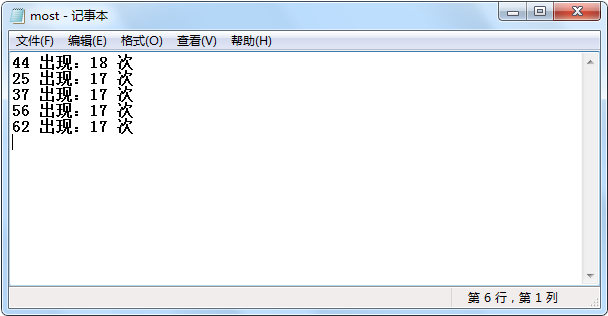 most - 记事本
文件(F) 编辑(E) 格式(O) 查看(V) 帮助(H)
44 出现：18 次
25 出现：17 次
37 出现：17 次
56 出现：17 次
62 出现：17 次
第 6 行，第 1 列